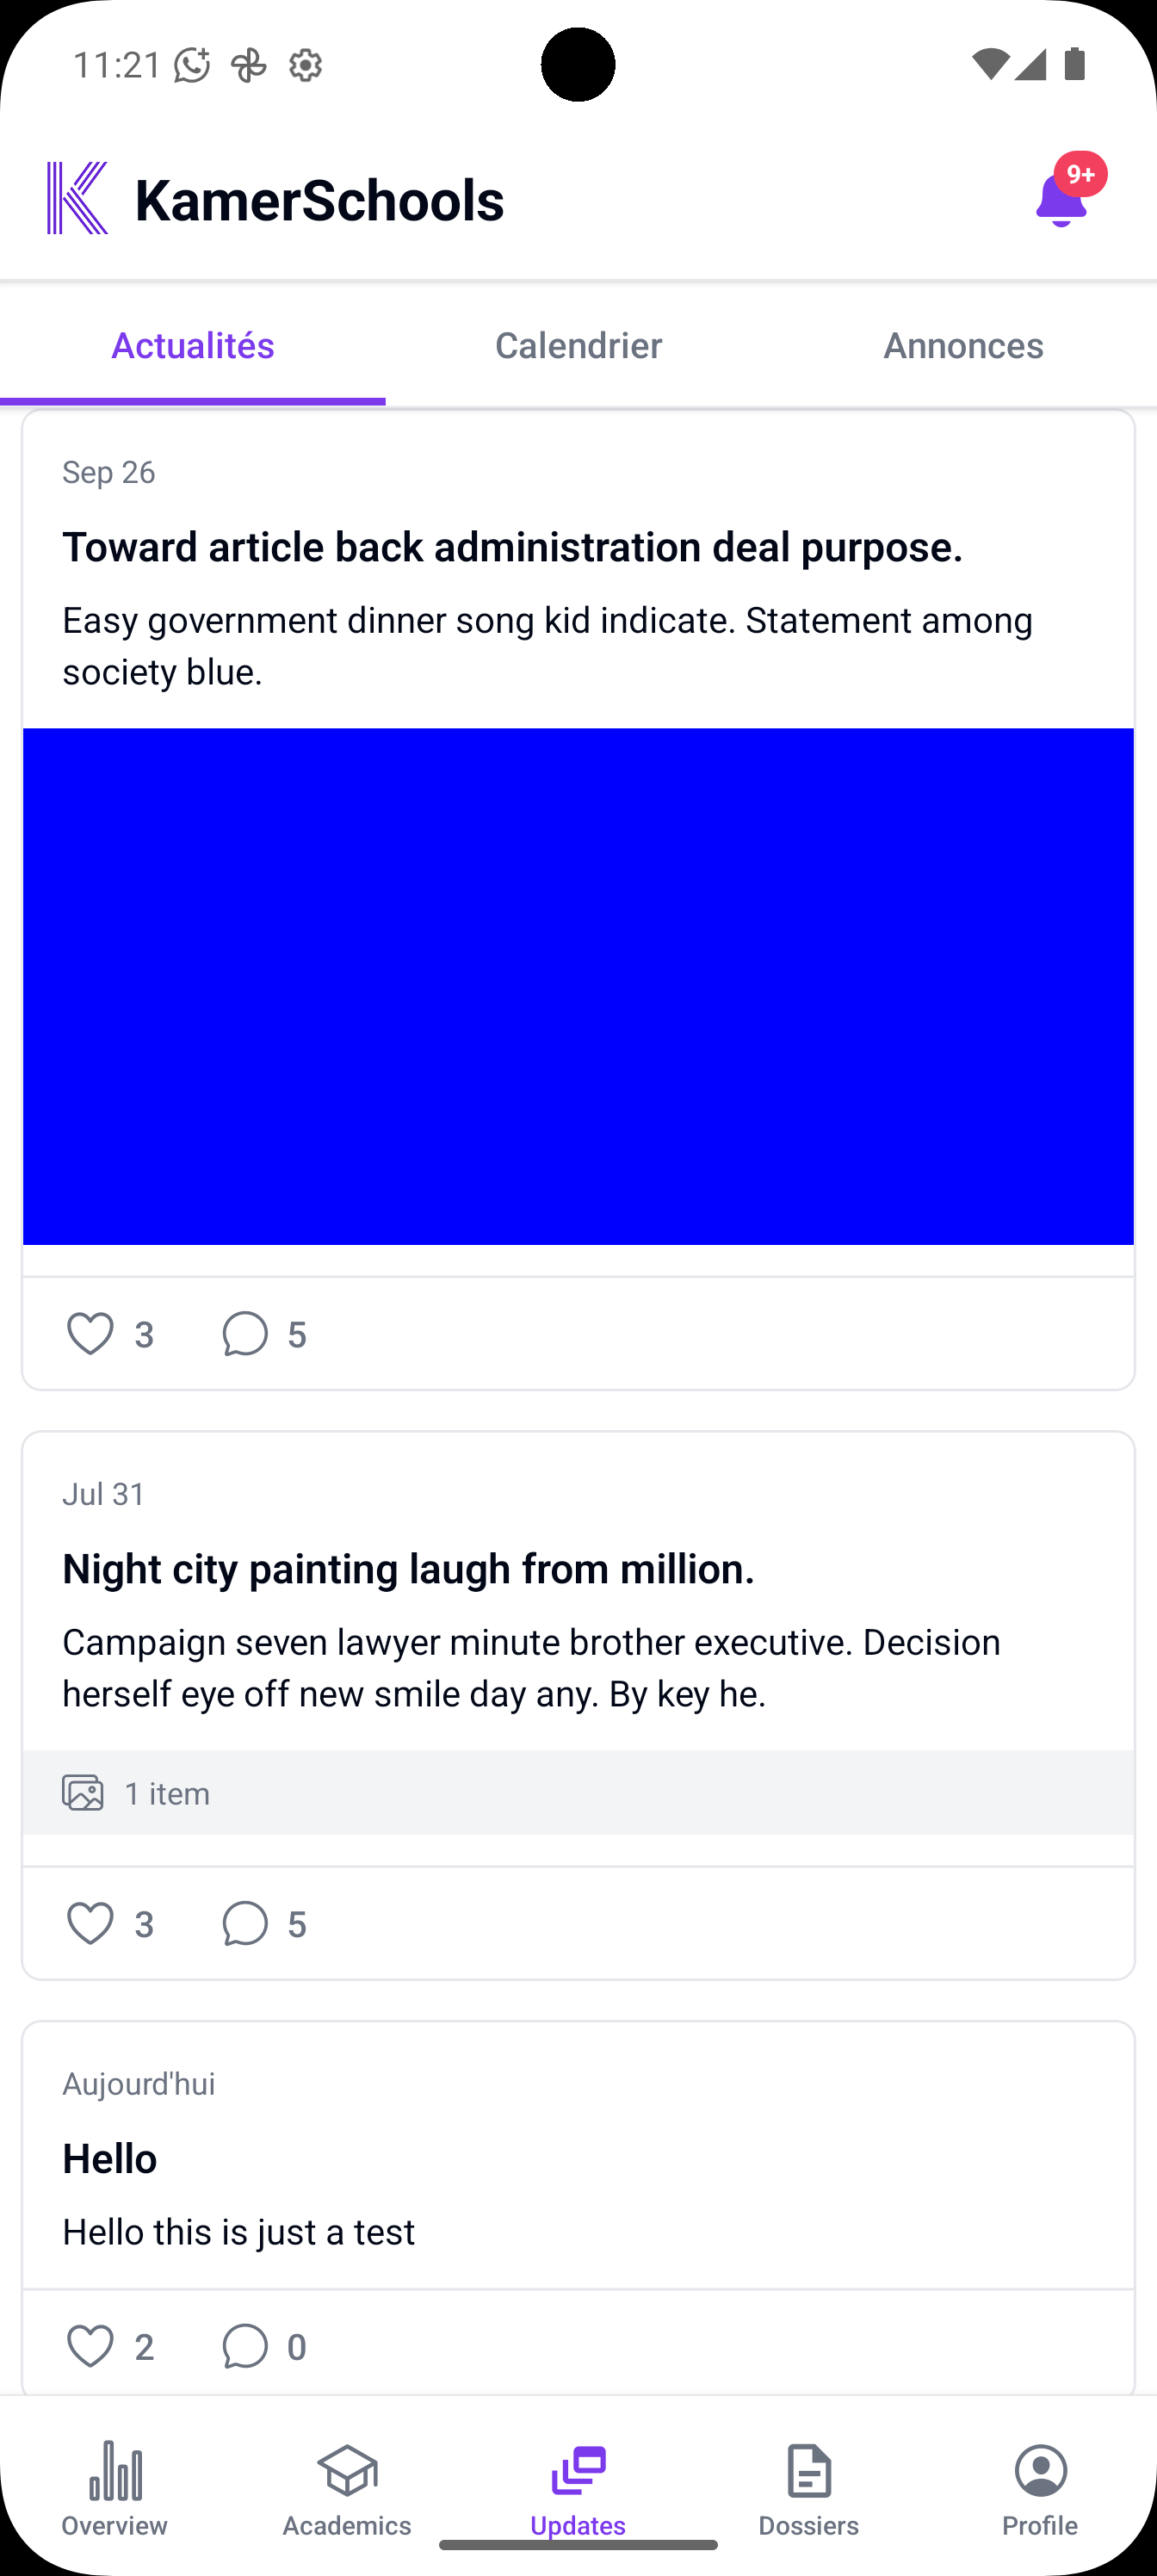 11:21
KamerSchools
9+
Actualités
Calendrier
Annonces
Sep 26
Toward article back administration deal purpose.
Easy government dinner song kid indicate. Statement among
society blue.
3
5
Jul 31
Night city painting laugh from million.
Campaign seven lawyer minute brother executive. Decision
herself eye off new smile day any. By key he.
1 item
3
5
Aujourd'hui
Hello
Hello this is just a test
2
0
Overview
Academics
Updates
Dossiers
Profile